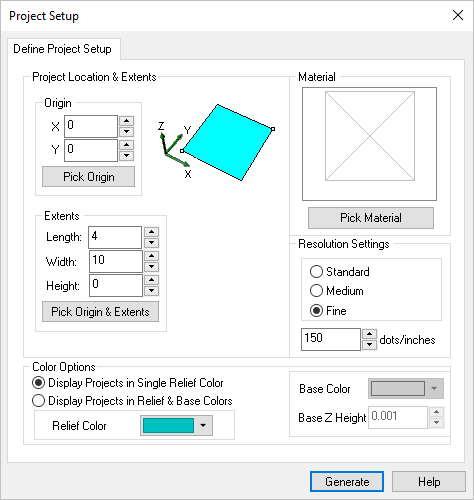 Project Setup
Define Project Setup
Project Location & Extents
Origin
X 0
Y 0
Pick Origin
Z
Y
X
Extents
Length: 4
Width: 10
Height: 0
Pick Origin & Extents
Material
Pick Material
Resolution Settings
Standard
Medium
Fine
150 dots/inches
Color Options
Display Projects in Single Relief Color
Display Projects in Relief & Base Colors
Relief Color
Base Color
Base Z Height 0.001
Generate
Help